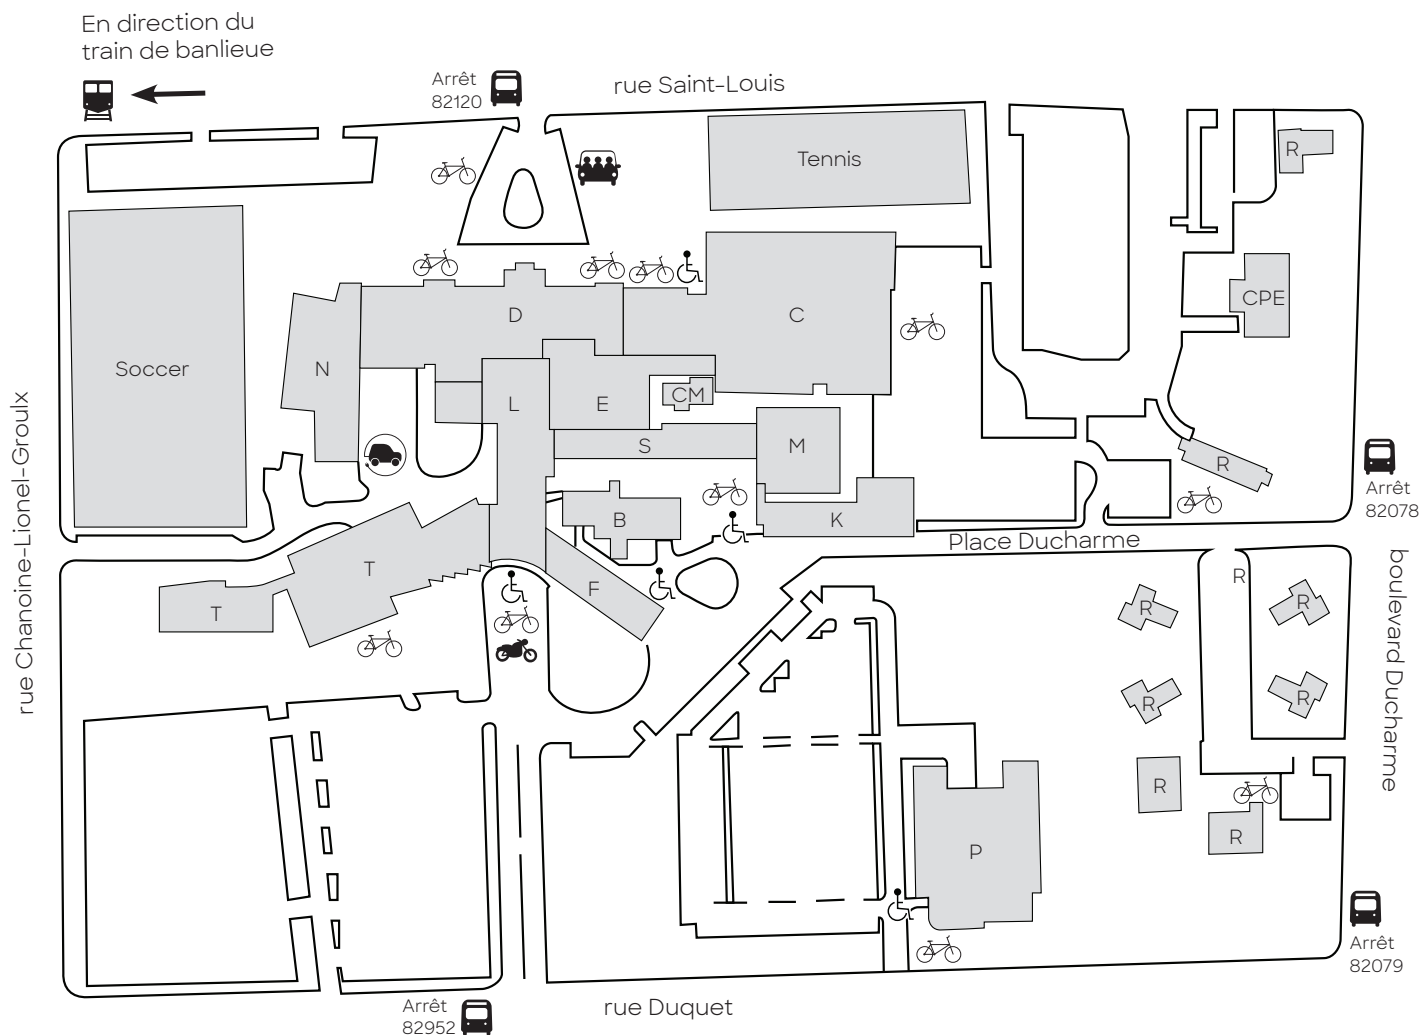 En direction du
train de banlieue
Arrêt
82120
rue Saint-Louis
Tennis
R
CPE
Soccer
N
D
C
L
E
CM
S
M
R
Arrêt
82078
B
K
Place Ducharme
rue Chanoine-Lionel-Groulx
T
T
F
R
R
R
boulevard Ducharme
R
R
R
R
P
Arrêt
82079
Arrêt
82952
rue Duquet